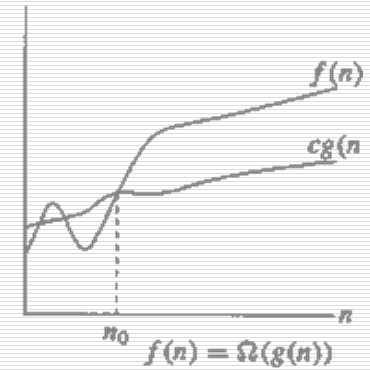 f(n)
cg(n
n
n₀
f(n) = Ω(g(n))